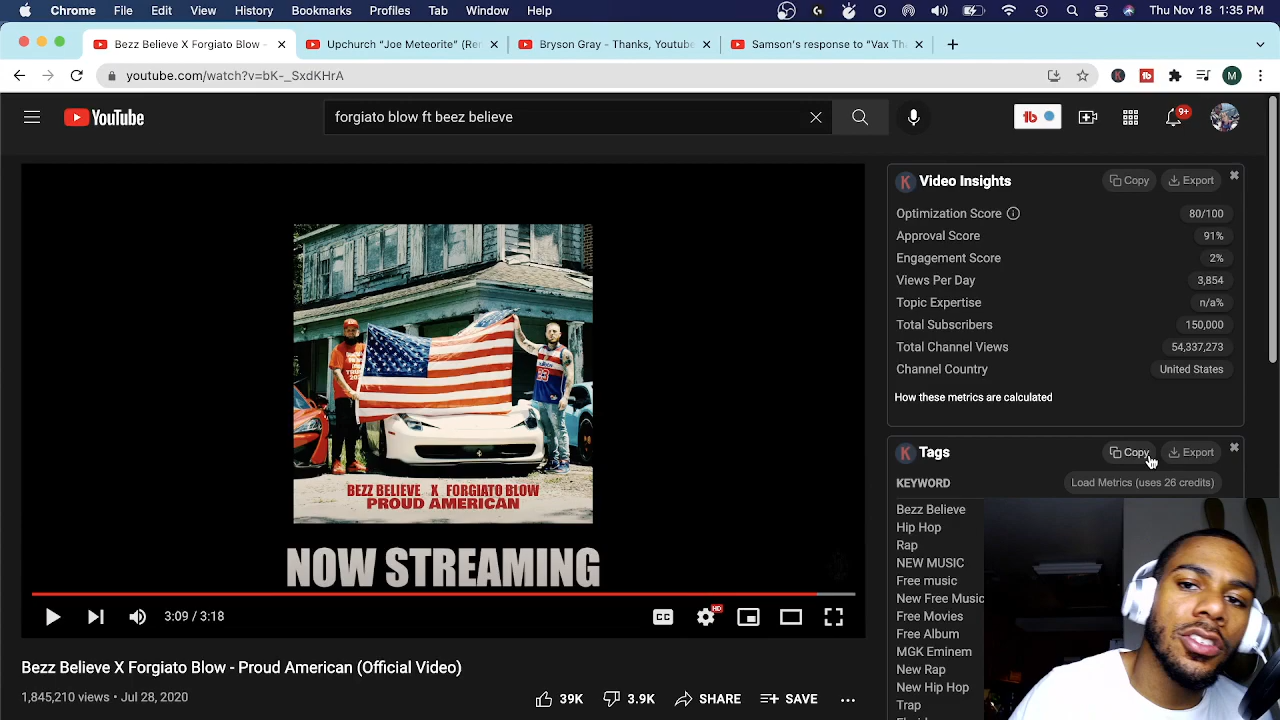 Chrome File Edit View History Bookmarks Profiles Tab Window Help Thu Nov 18 1:35 PM
Bezz Believe X Forgiato Blow -
Upchurch “Joe Meteorite” (Re
Bryson Gray - Thanks, Youtube
Samson's response to “Vax Th
youtube.com/watch?v=bK-_SxdKHrA
M
YouTube
forgiato blow ft beez believe
9+
Video Insights
Copy
Export
Optimization Score 80/100
Approval Score 91%
Engagement Score 2%
Views Per Day 3,854
Topic Expertise n/a%
Total Subscribers 150,000
Total Channel Views 54,337,273
Channel Country United States
How these metrics are calculated
Tags
Copy
Export
KEYWORD
Load Metrics (uses 26 credits)
Bezz Believe
Hip Hop
Rap
NEW MUSIC
Free music
New Free Music
Free Movies
Free Album
MGK Eminem
New Rap
New Hip Hop
Trap
BEZZ BELIEVE X FORGIATO BLOW
PROUD AMERICAN
NOW STREAMING
3:09 / 3:18
CC
HD
Bezz Believe X Forgiato Blow - Proud American (Official Video)
1,845,210 views • Jul 28, 2020
39K
3.9K
SHARE
SAVE